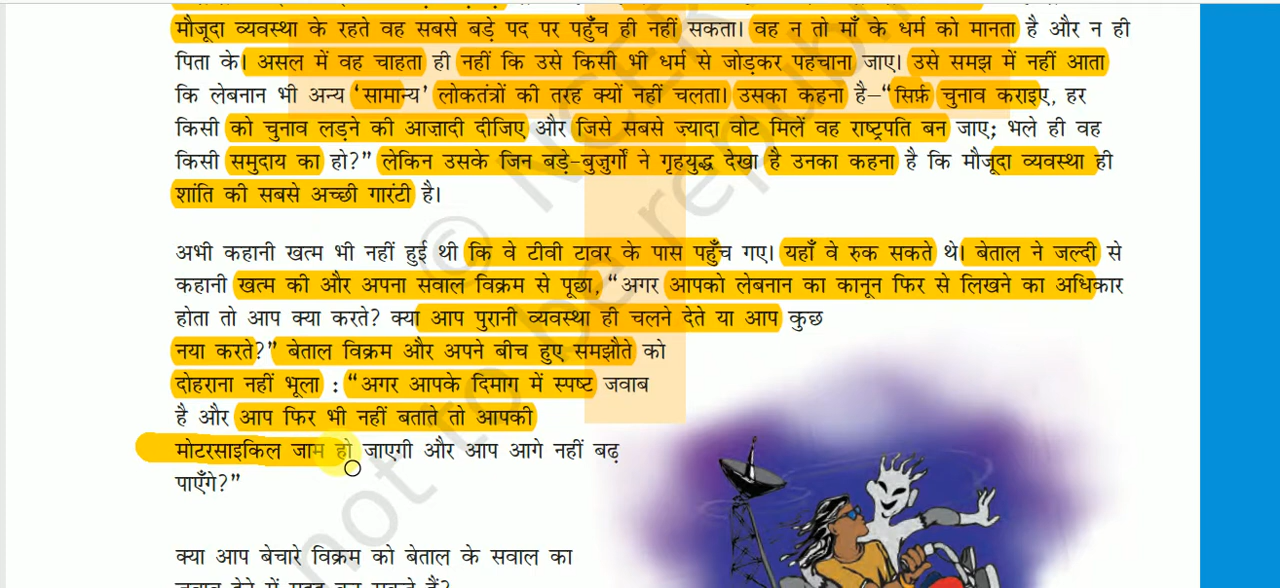 मौजूदा व्यवस्था के रहते वह सबसे बड़े पद पर पहुँच ही नहीं सकता। वह न तो माँ के धर्म को मानता है और न ही
पिता के। असल में वह चाहता ही नहीं कि उसे किसी भी धर्म से जोड़कर पहचाना जाए। उसे समझ में नहीं आता
कि लेबनान भी अन्य ‘सामान्य’ लोकतंत्रों की तरह क्यों नहीं चलता। उसका कहना है–“सिर्फ़ चुनाव कराइए, हर
किसी को चुनाव लड़ने की आज़ादी दीजिए और जिसे सबसे ज़्यादा वोट मिलें वह राष्ट्रपति बन जाए; भले ही वह
किसी समुदाय का हो?” लेकिन उसके जिन बड़े-बुजुर्गों ने गृहयुद्ध देखा है उनका कहना है कि मौजूदा व्यवस्था ही
शांति की सबसे अच्छी गारंटी है।
अभी कहानी खत्म भी नहीं हुई थी कि वे टीवी टावर के पास पहुँच गए। यहाँ वे रुक सकते थे। बेताल ने जल्दी से
कहानी खत्म की और अपना सवाल विक्रम से पूछा, “अगर आपको लेबनान का कानून फिर से लिखने का अधिकार
होता तो आप क्या करते? क्या आप पुरानी व्यवस्था ही चलने देते या आप कुछ
नया करते?” बेताल विक्रम और अपने बीच हुए समझौते को
दोहराना नहीं भूला : “अगर आपके दिमाग में स्पष्ट जवाब
है और आप फिर भी नहीं बताते तो आपकी
मोटरसाइकिल जाम हो जाएगी और आप आगे नहीं बढ़
पाएँगे?”
क्या आप बेचारे विक्रम को बेताल के सवाल का
© NCERT
not to be republ